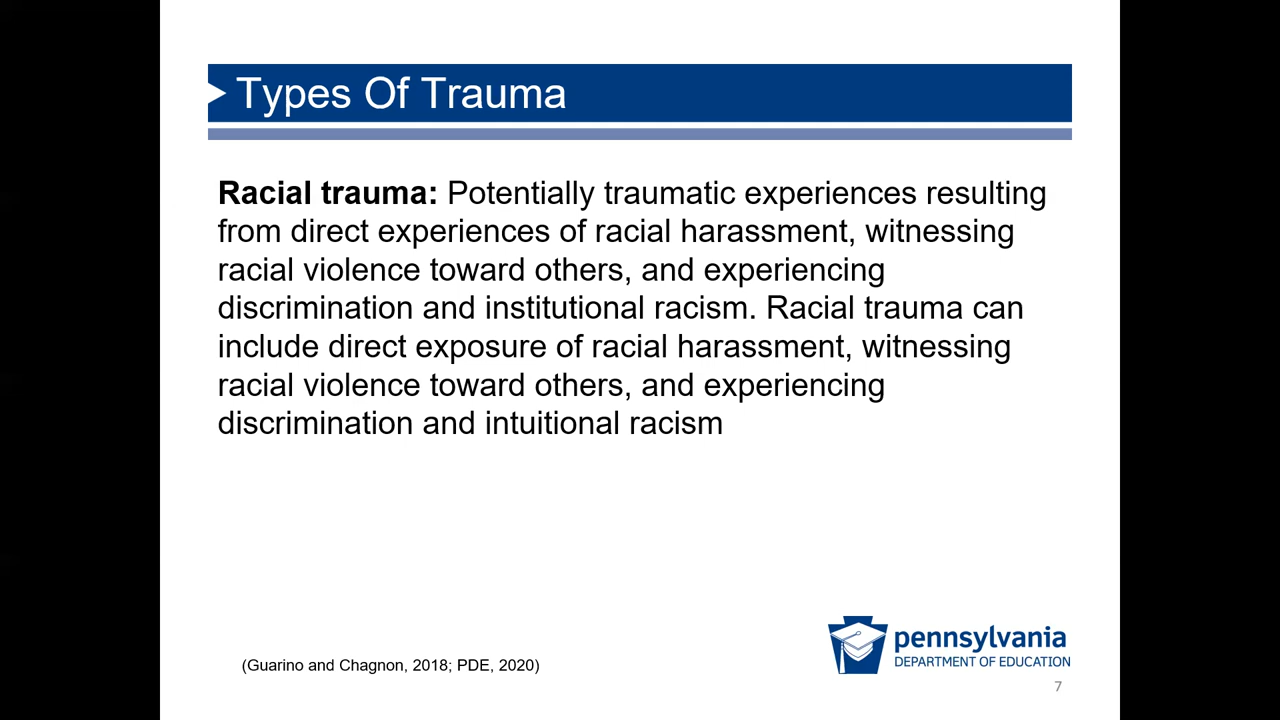 Types Of Trauma
Racial trauma: Potentially traumatic experiences resulting
from direct experiences of racial harassment, witnessing
racial violence toward others, and experiencing
discrimination and institutional racism. Racial trauma can
include direct exposure of racial harassment, witnessing
racial violence toward others, and experiencing
discrimination and intuitional racism
pennsylvania
DEPARTMENT OF EDUCATION
(Guarino and Chagnon, 2018; PDE, 2020)
7